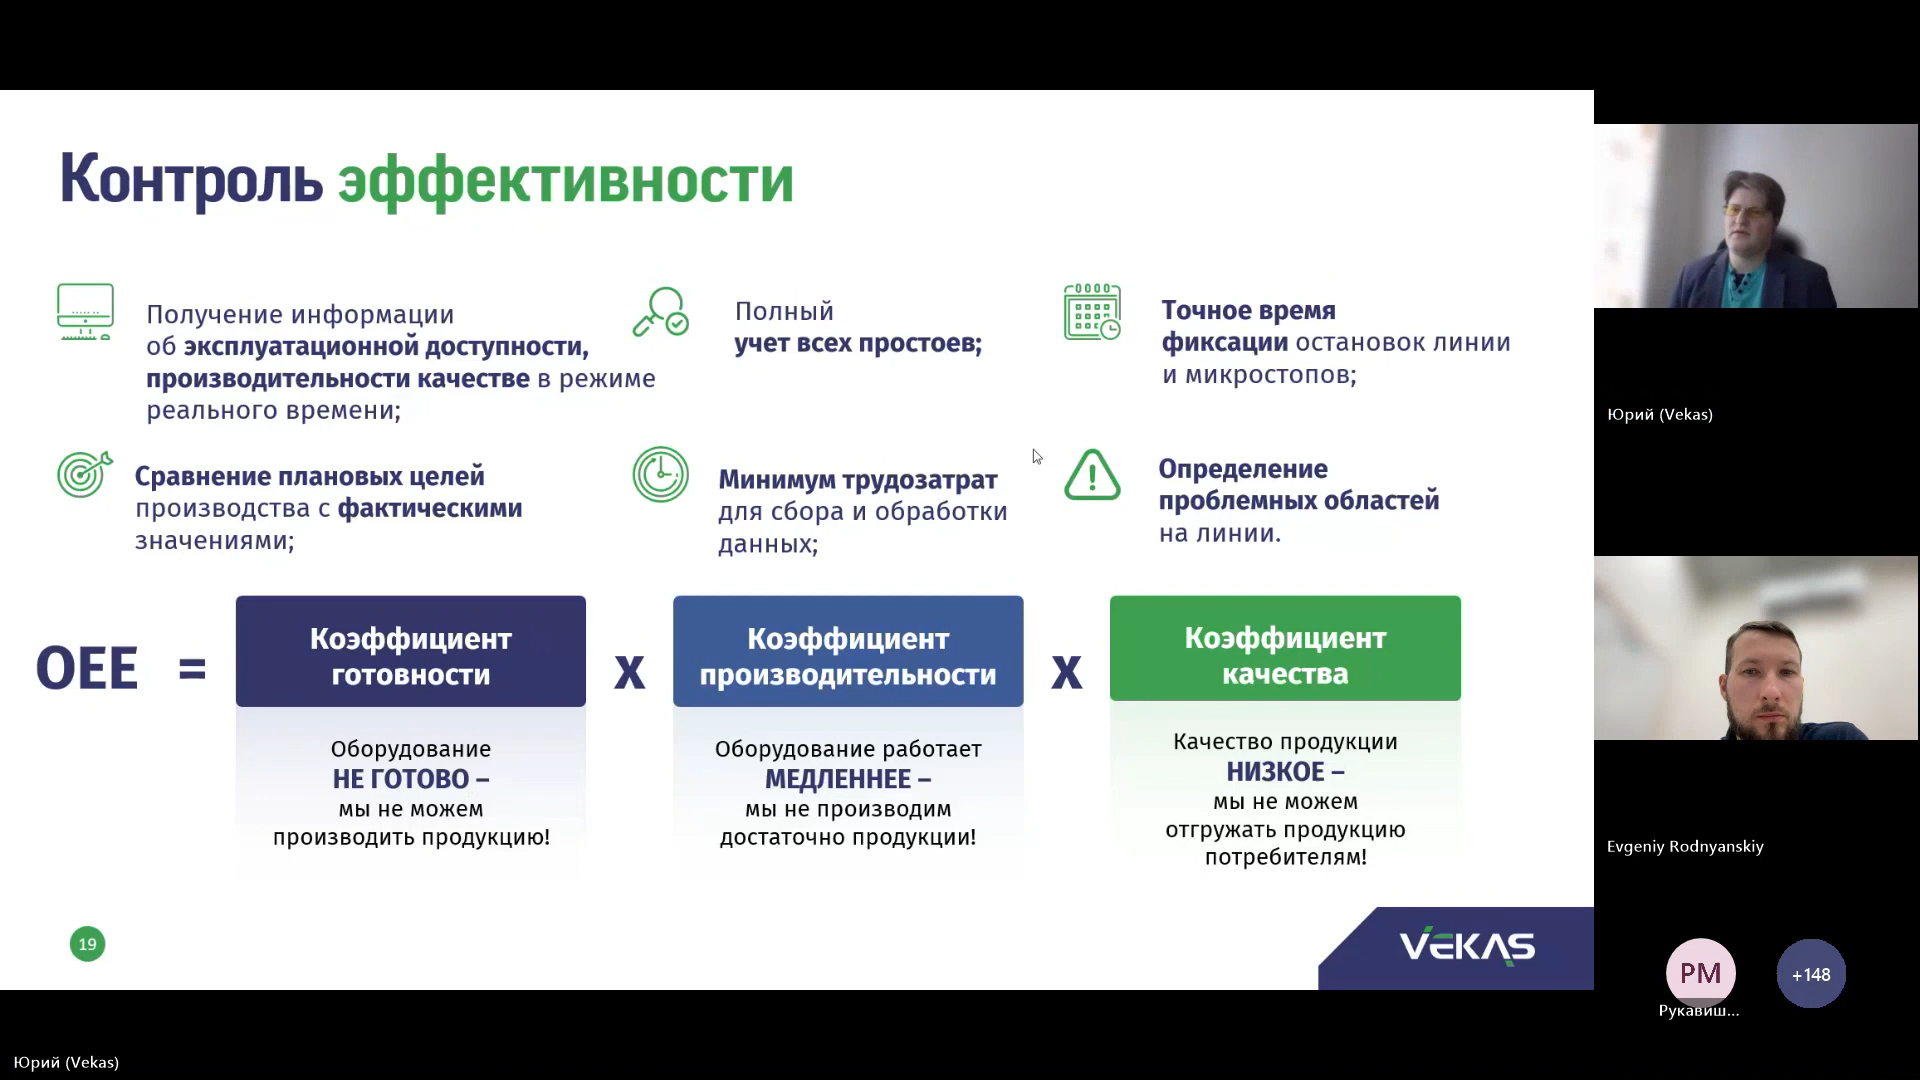 Контроль эффективности
Получение информации
об эксплуатационной доступности,
производительности качестве в режиме
реального времени;
Полный
учет всех простоев;
Точное время
фиксации остановок линии
и микростопов;
Сравнение плановых целей
производства с фактическими
значениями;
Минимум трудозатрат
для сбора и обработки
данных;
Определение
проблемных областей
на линии.
OEE =
Коэффициент
готовности
x
Коэффициент
производительности
x
Коэффициент
качества
Оборудование
НЕ ГОТОВО –
мы не можем
производить продукцию!
Оборудование работает
МЕДЛЕННЕЕ –
мы не производим
достаточно продукции!
Качество продукции
НИЗКОЕ –
мы не можем
отгружать продукцию
потребителям!
19
VEKAS
Юрий (Vekas)
Evgeniy Rodnyanskiy
РМ
+148
Рукавиш...
Юрий (Vekas)